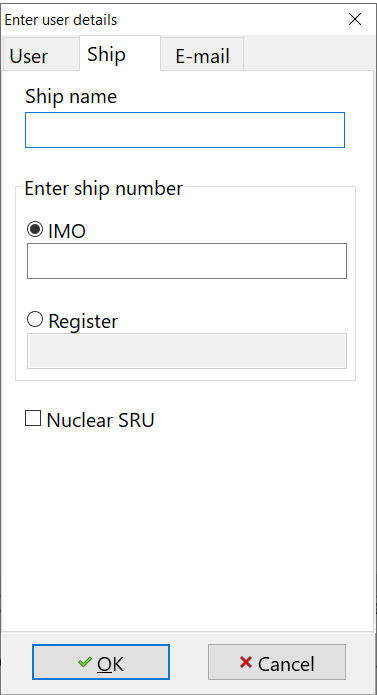 Enter user details
User Ship E-mail
Ship name
Enter ship number
IMO
Register
Nuclear SRU
OK Cancel